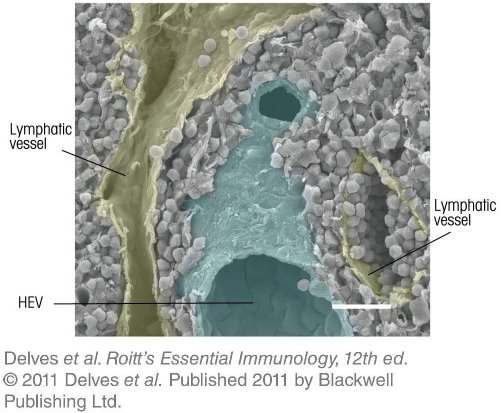 Lymphatic
vessel
Lymphatic
vessel
HEV
Delves et al. Roitt's Essential Immunology, 12th ed.
© 2011 Delves et al. Published 2011 by Blackwell
Publishing Ltd.